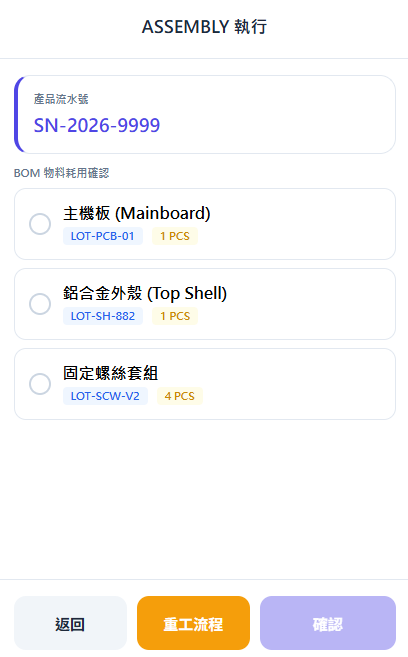 ASSEMBLY 執行
產品流水號
SN-2026-9999
BOM 物料耗用確認
主機板 (Mainboard)
LOT-PCB-01 1 PCS
鋁合金外殼 (Top Shell)
LOT-SH-882 1 PCS
固定螺絲套組
LOT-SCW-V2 4 PCS
返回 重工流程 確認